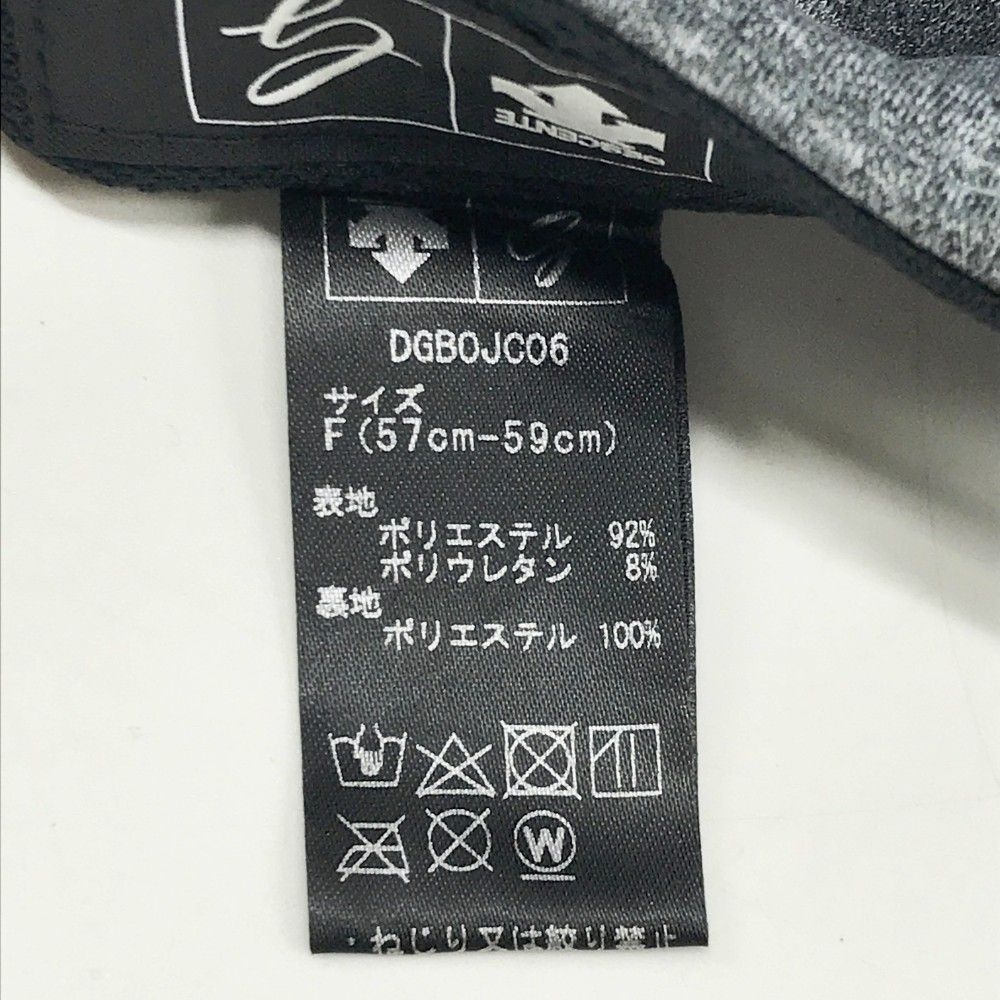 DESCENTE
DGB0JC06
サイズ
F(57cm-59cm)
表地
ポリエステル 92%
ポリウレタン 8%
裏地
ポリエステル 100%
W
・ねじり又は絞り禁止